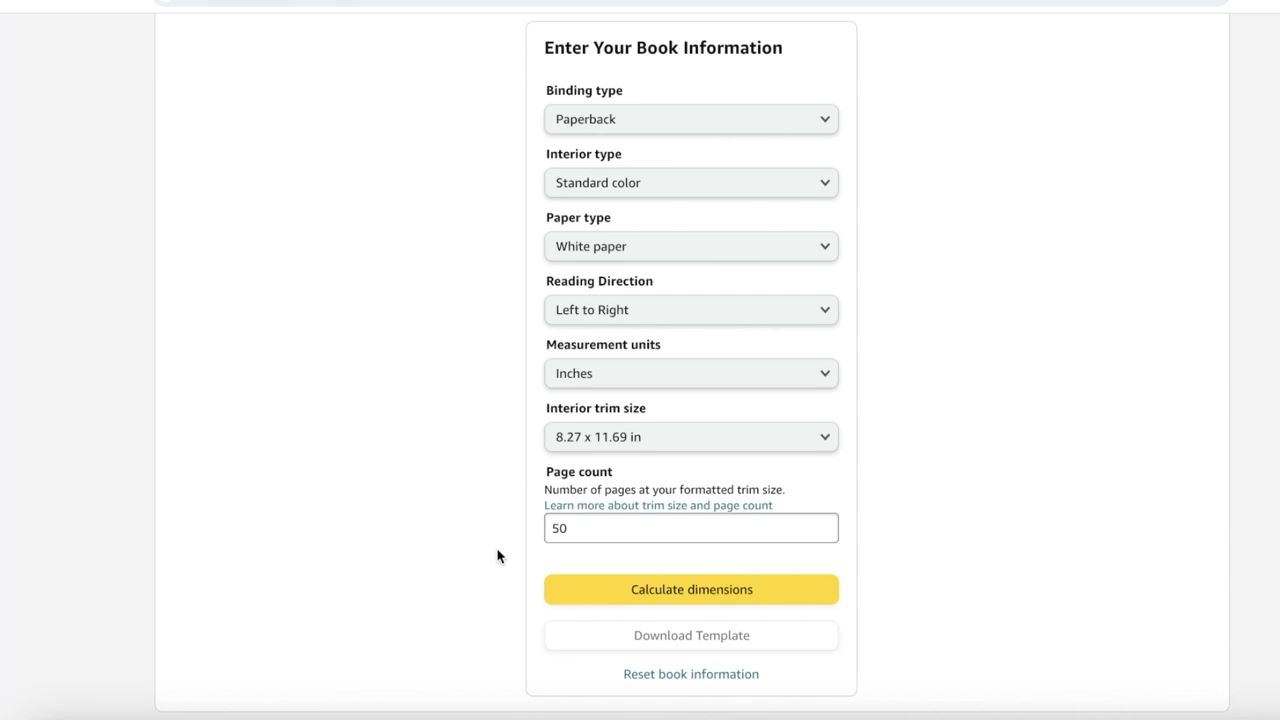 Enter Your Book Information
Binding type
Paperback
Interior type
Standard color
Paper type
White paper
Reading Direction
Left to Right
Measurement units
Inches
Interior trim size
8.27 x 11.69 in
Page count
Number of pages at your formatted trim size.
Learn more about trim size and page count
50
Calculate dimensions
Download Template
Reset book information